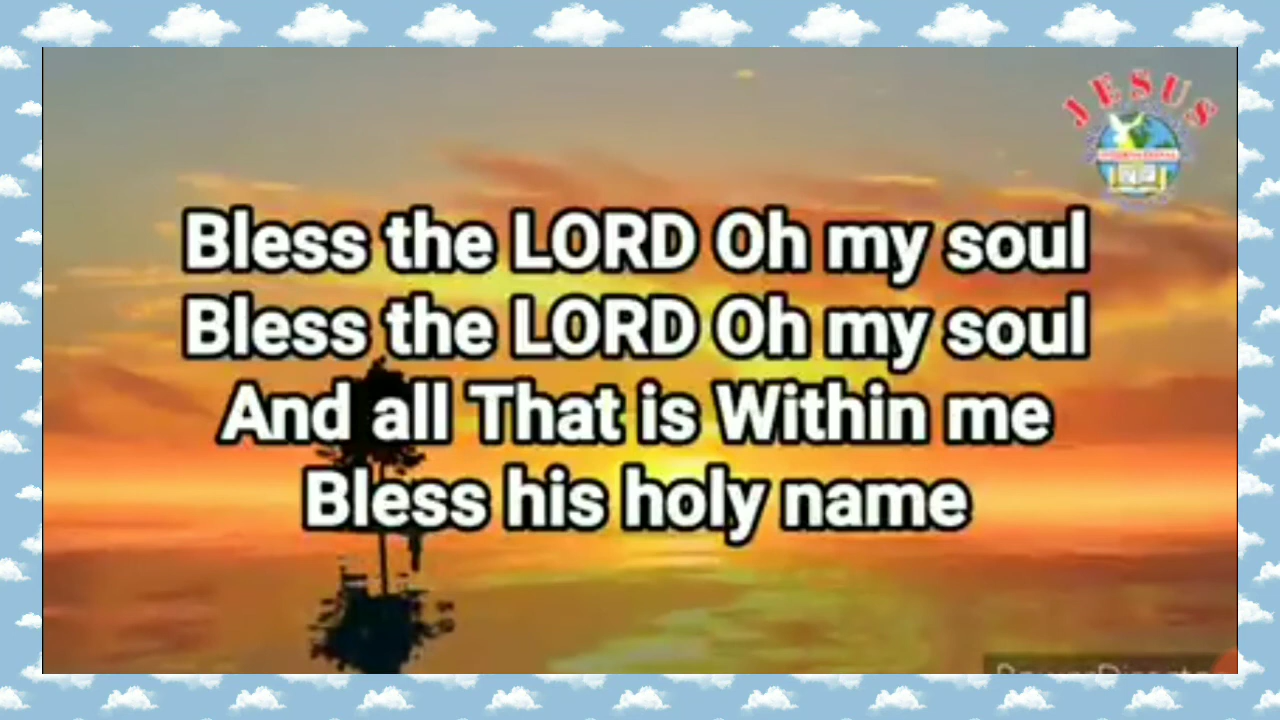 JESUS
Bless the LORD Oh my soul
Bless the LORD Oh my soul
And all That is Within me
Bless his holy name